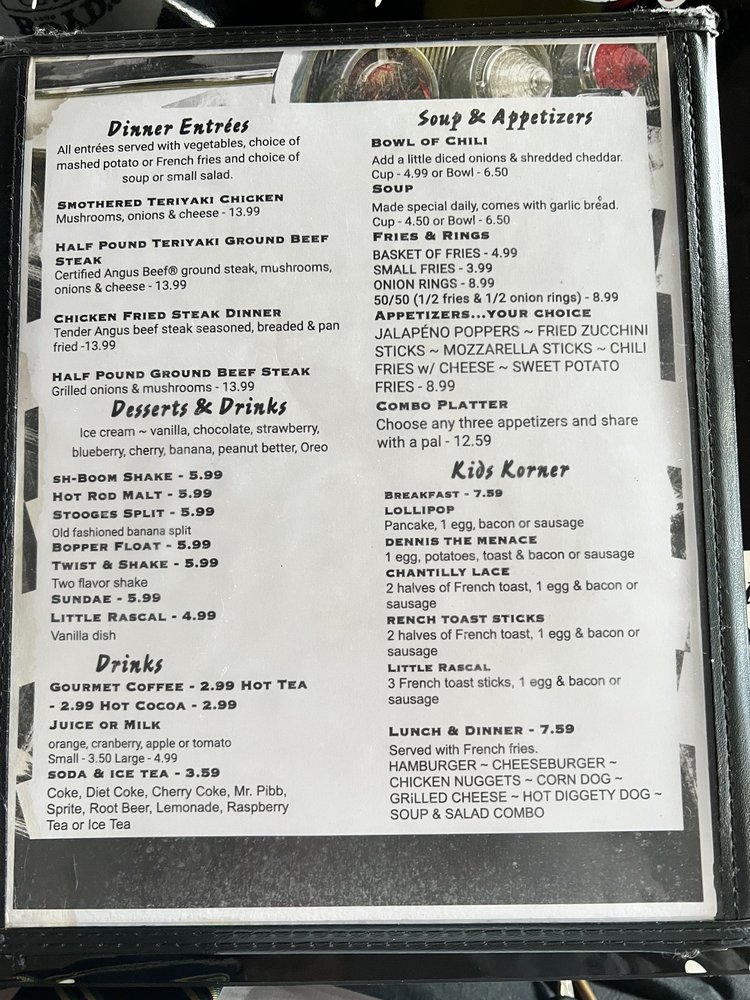 Dinner Entrées
All entrées served with vegetables, choice of
mashed potato or French fries and choice of
soup or small salad.
Smothered Teriyaki Chicken
Mushrooms, onions & cheese - 13.99
Half Pound Teriyaki Ground Beef
Steak
Certified Angus Beef® ground steak, mushrooms,
onions & cheese - 13.99
Chicken Fried Steak Dinner
Tender Angus beef steak seasoned, breaded & pan
fried -13.99
Half Pound Ground Beef Steak
Grilled onions & mushrooms - 13.99
Desserts & Drinks
Ice cream ~ vanilla, chocolate, strawberry,
blueberry, cherry, banana, peanut better, Oreo
sh-Boom Shake - 5.99
Hot Rod Malt - 5.99
Stooges Split - 5.99
Old fashioned banana split
Bopper Float - 5.99
Twist & Shake - 5.99
Two flavor shake
Sundae - 5.99
Little Rascal - 4.99
Vanilla dish
Drinks
Gourmet Coffee - 2.99 Hot Tea
- 2.99 Hot Cocoa - 2.99
Juice or Milk
orange, cranberry, apple or tomato
Small - 3.50 Large - 4.99
soda & ice tea - 3.59
Coke, Diet Coke, Cherry Coke, Mr. Pibb,
Sprite, Root Beer, Lemonade, Raspberry
Tea or Ice Tea
Soup & Appetizers
Bowl of Chili
Add a little diced onions & shredded cheddar.
Cup - 4.99 or Bowl - 6.50
Soup
Made special daily, comes with garlic bread.
Cup - 4.50 or Bowl - 6.50
Fries & Rings
BASKET OF FRIES - 4.99
SMALL FRIES - 3.99
ONION RINGS - 8.99
50/50 (1/2 fries & 1/2 onion rings) - 8.99
Appetizers...your choice
JALAPÉNO POPPERS ~ FRIED ZUCCHINI
STICKS ~ MOZZARELLA STICKS ~ CHILI
FRIES w/ CHEESE ~ SWEET POTATO
FRIES - 8.99
Combo Platter
Choose any three appetizers and share
with a pal - 12.59
Kids Korner
Breakfast - 7.59
LOLLIPOP
Pancake, 1 egg, bacon or sausage
DENNIS THE MENACE
1 egg, potatoes, toast & bacon or sausage
CHANTILLY LACE
2 halves of French toast, 1 egg & bacon or
sausage
RENCH TOAST STICKS
2 halves of French toast, 1 egg & bacon or
sausage
Little Rascal
3 French toast sticks, 1 egg & bacon or
sausage
Lunch & Dinner - 7.59
Served with French fries.
HAMBURGER ~ CHEESEBURGER ~
CHICKEN NUGGETS ~ CORN DOG ~
GRiLLED CHEESE ~ HOT DIGGETY DOG ~
SOUP & SALAD COMBO